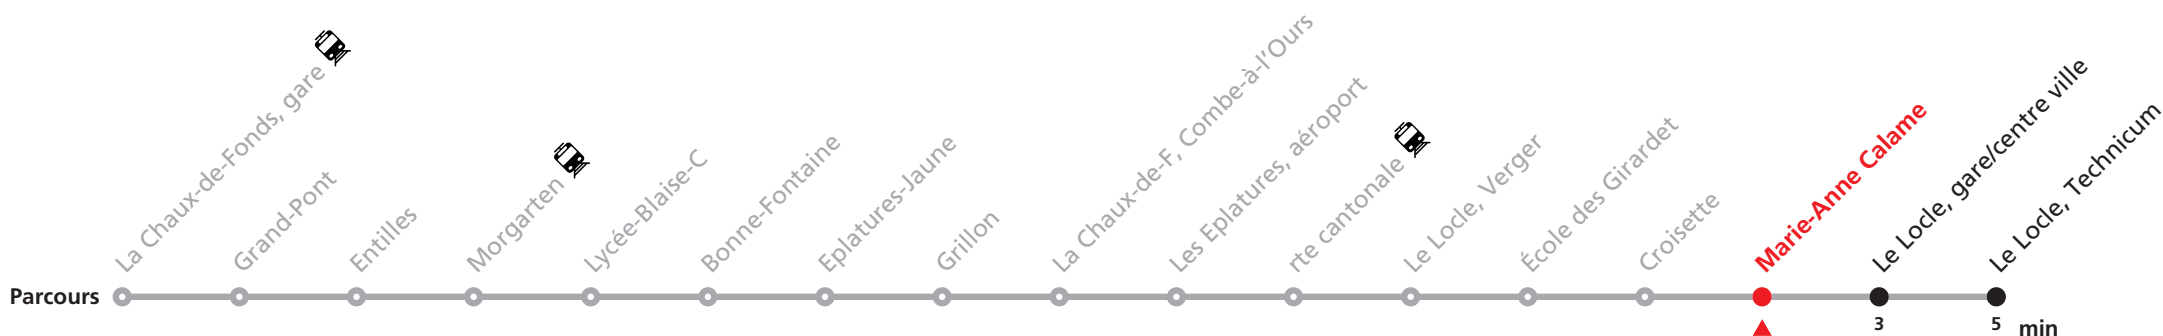 La Chaux-de-Fonds, gare
Grand-Pont
Entilles
Morgarten
Lycée-Blaise-C
Bonne-Fontaine
Eplatures-Jaune
Grillon
La Chaux-de-F, Combe-à-l'Ours
Les Eplatures, aéroport
rte cantonale
Le Locle, Verger
École des Girardet
Croisette
Marie-Anne Calame
Le Locle, gare/centre ville
Le Locle, Technicum
Parcours
3 5 min